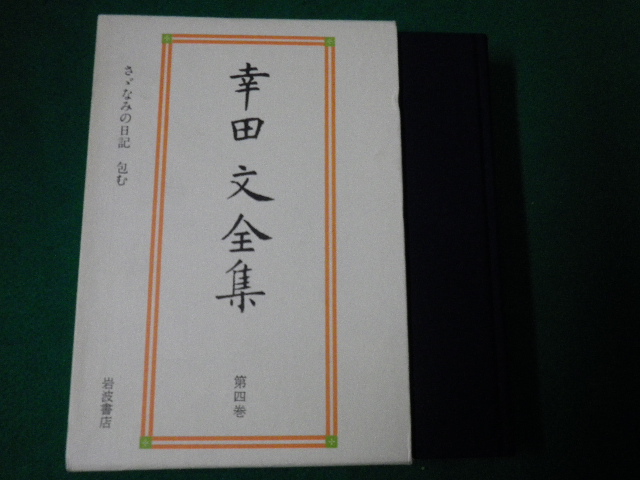 幸田文全集
第四巻
さゞなみの日記 包む
岩波書店